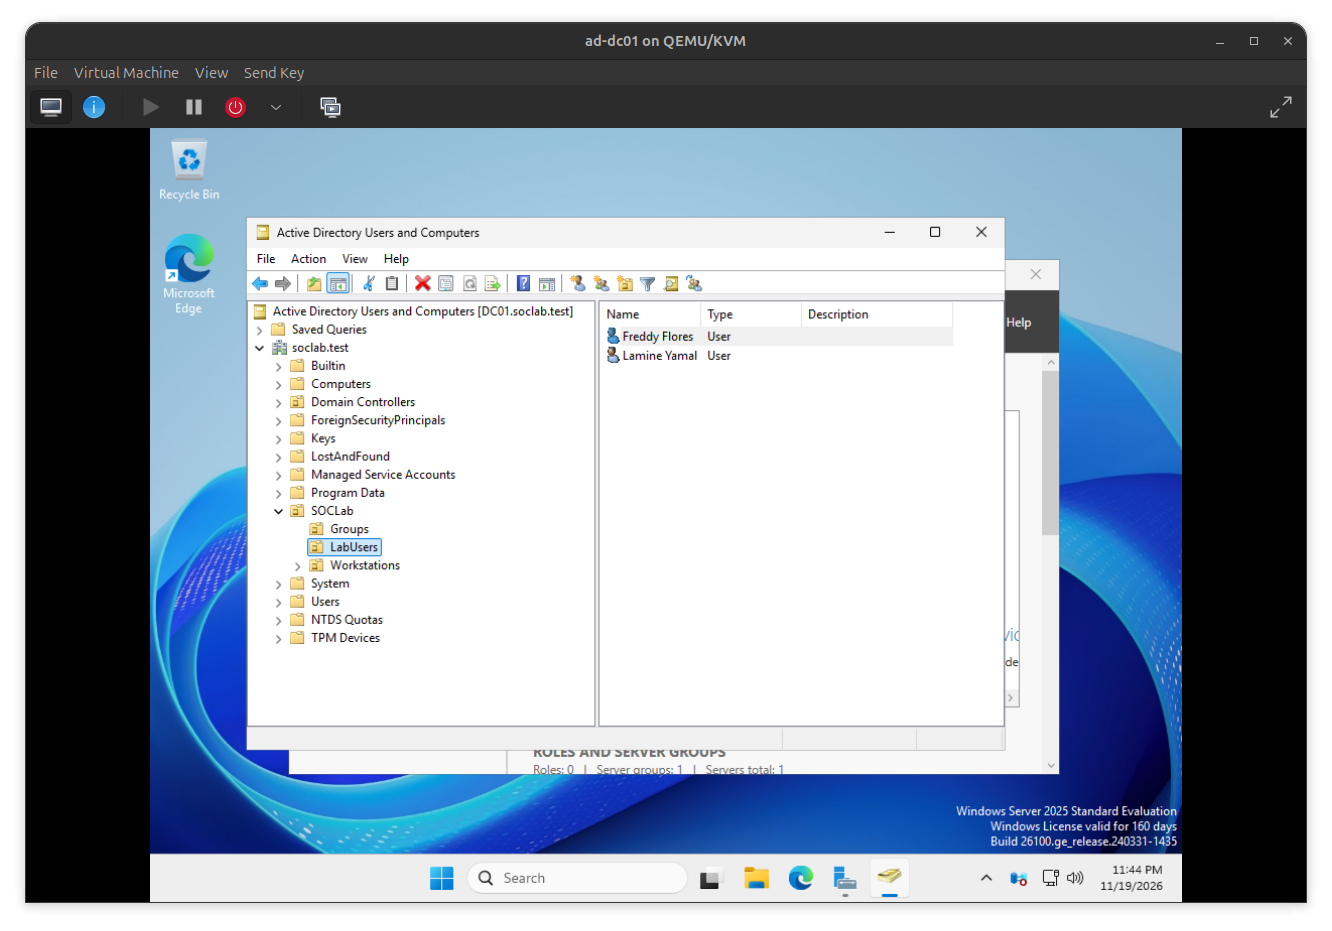 ad-dc01 on QEMU/KVM
File Virtual Machine View Send Key
Recycle Bin
Microsoft
Edge
Active Directory Users and Computers
File Action View Help
Active Directory Users and Computers [DC01.soclab.test]
Saved Queries
soclab.test
Builtin
Computers
Domain Controllers
ForeignSecurityPrincipals
Keys
LostAndFound
Managed Service Accounts
Program Data
SOCLab
Groups
LabUsers
Workstations
System
Users
NTDS Quotas
TPM Devices
Name Type Description
Freddy Flores User
Lamine Yamal User
Help
ROLES AND SERVER GROUPS
Roles: 0 | Server groups: 1 | Servers total: 1
Windows Server 2025 Standard Evaluation
Windows License valid for 160 days
Build 26100.ge_release.240331-1435
Search
11:44 PM
11/19/2026